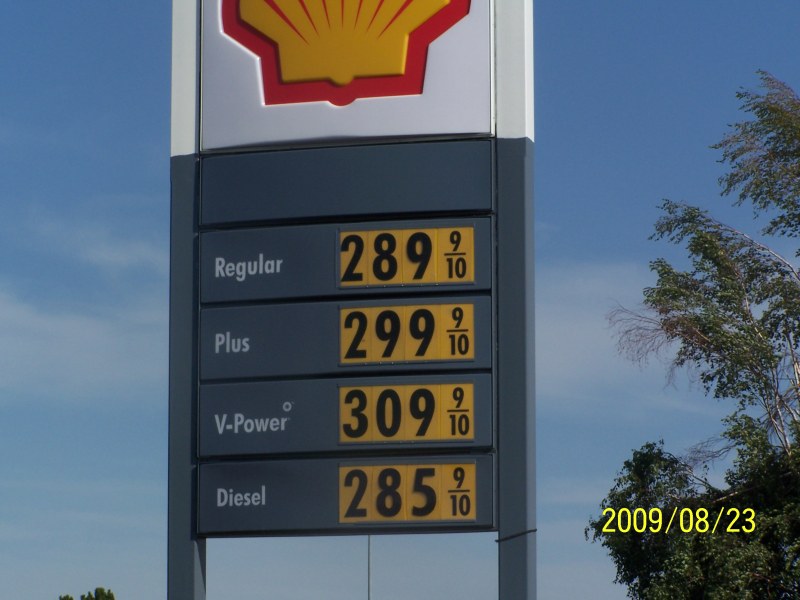 Regular 289 9/10
Plus 299 9/10
V-Power 309 9/10
Diesel 285 9/10
2009/08/23